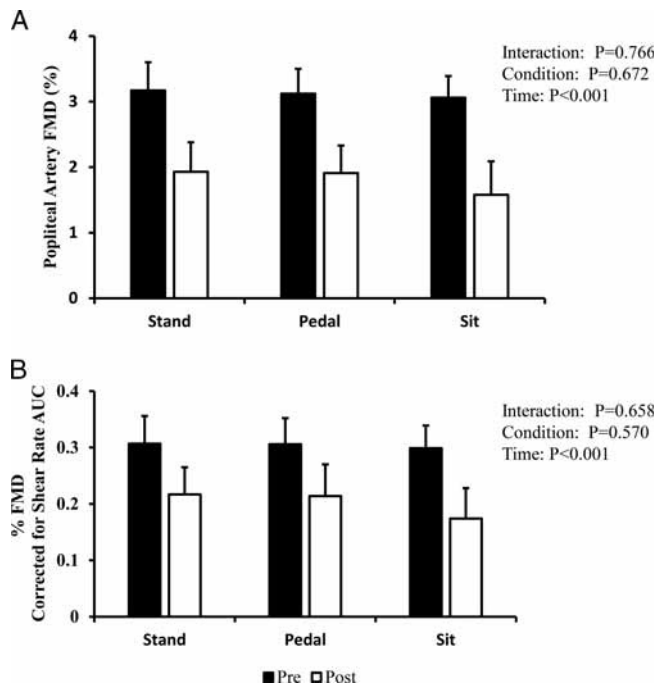 A
Popliteal Artery FMD (%)
4
3
2
1
0
Stand Pedal Sit
Interaction: P=0.766
Condition: P=0.672
Time: P<0.001
B
% FMD
Corrected for Shear Rate AUC
0.4
0.3
0.2
0.1
0
Stand Pedal Sit
Interaction: P=0.658
Condition: P=0.570
Time: P<0.001
Pre Post